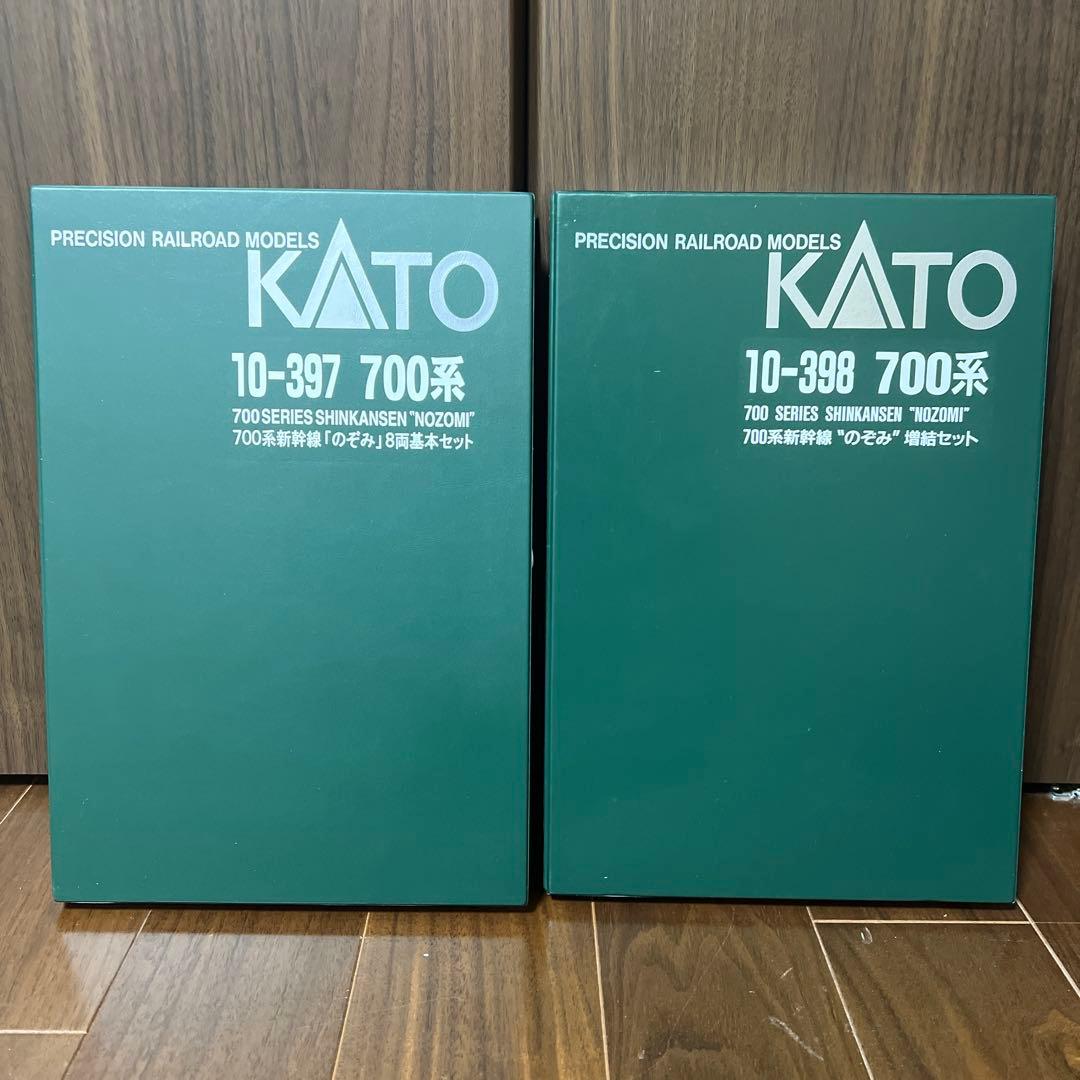 PRECISION RAILROAD MODELS
KATO
10-397 700系
700 SERIES SHINKANSEN "NOZOMI"
700系新幹線「のぞみ」8両基本セット
PRECISION RAILROAD MODELS
KATO
10-398 700系
700 SERIES SHINKANSEN "NOZOMI"
700系新幹線 "のぞみ" 増結セット